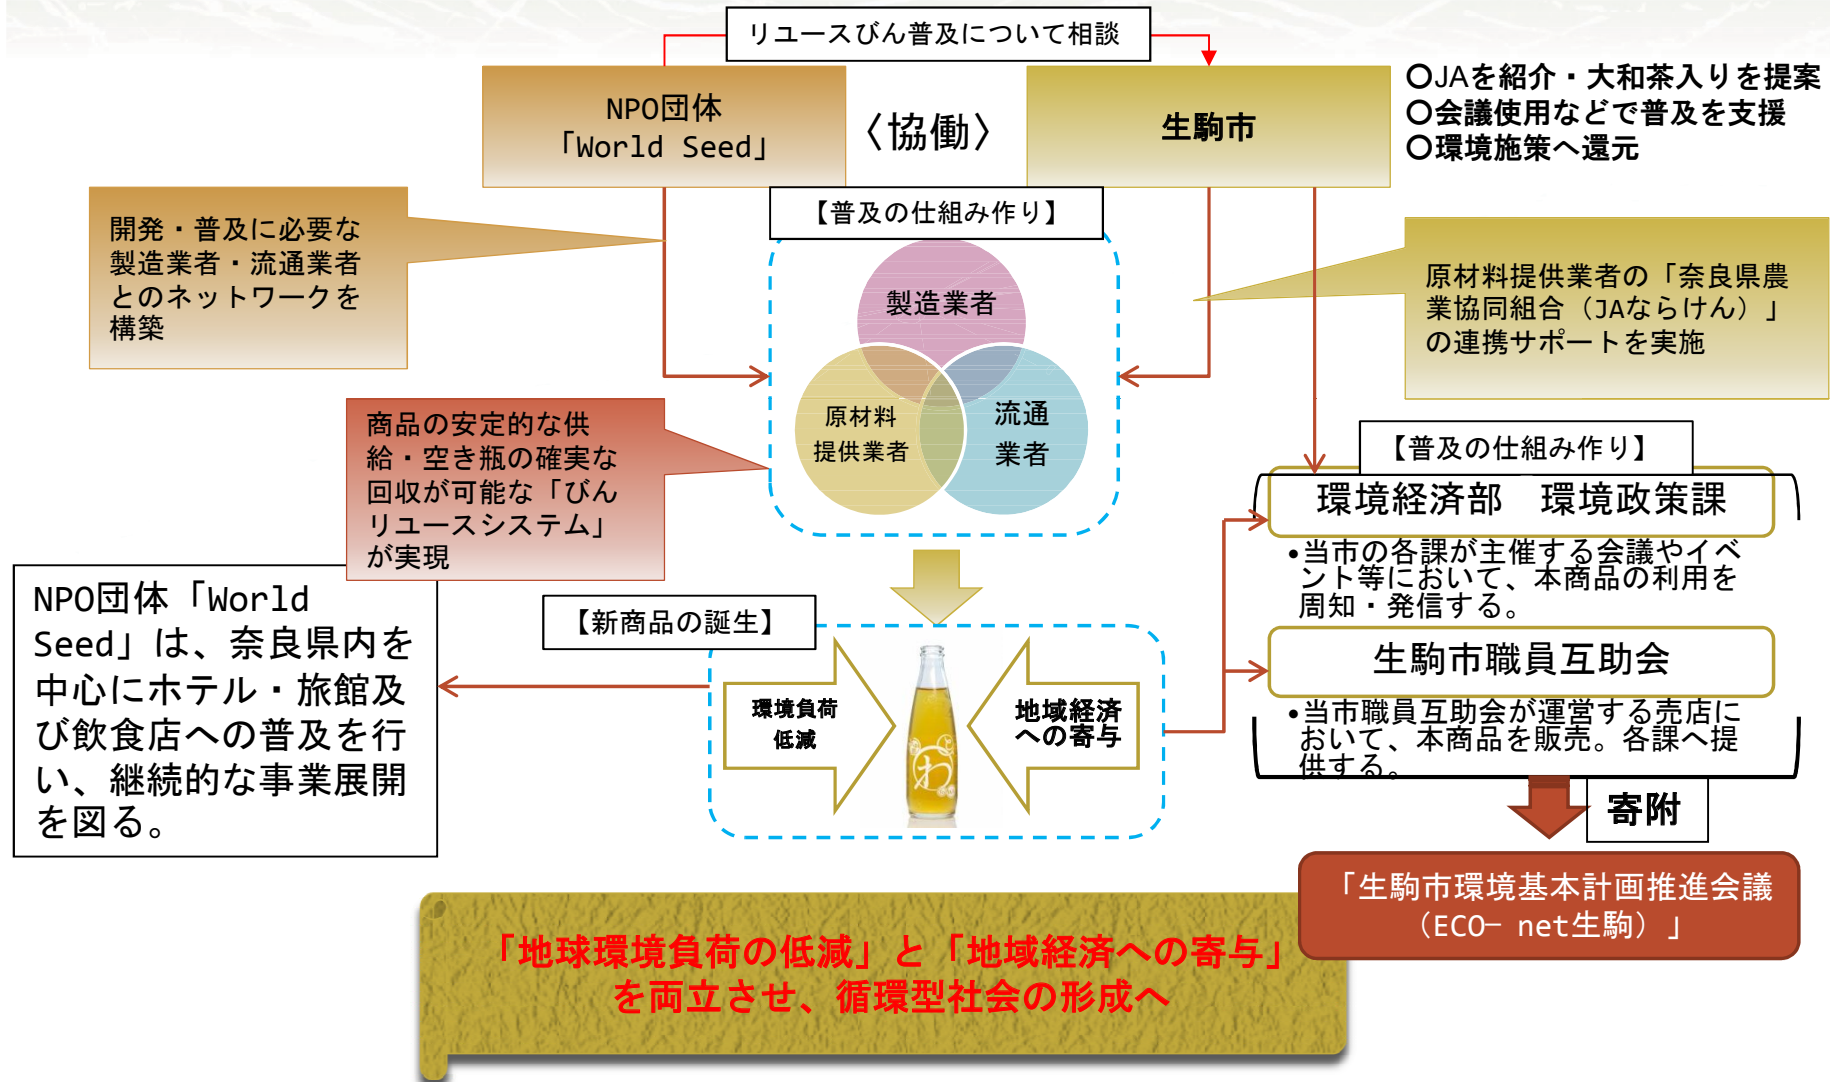 リユースびん普及について相談
NPO団体
「World Seed」
〈協働〉
生駒市
〇JAを紹介・大和茶入りを提案
〇会議使用などで普及を支援
〇環境施策へ還元
開発・普及に必要な
製造業者・流通業者
とのネットワークを
構築
【普及の仕組み作り】
製造業者
原材料
提供業者
流通
業者
原材料提供業者の「奈良県農
業協同組合（JAならけん）」
の連携サポートを実施
商品の安定的な供
給・空き瓶の確実な
回収が可能な「びん
リユースシステム」
が実現
【普及の仕組み作り】
環境経済部　環境政策課
•当市の各課が主催する会議やイベ
ント等において、本商品の利用を
周知・発信する。
生駒市職員互助会
•当市職員互助会が運営する売店に
おいて、本商品を販売。各課へ提
供する。
NPO団体「World
Seed」は、奈良県内を
中心にホテル・旅館及
び飲食店への普及を行
い、継続的な事業展開
を図る。
【新商品の誕生】
環境負荷
低減
わ
地域経済
への寄与
寄附
「生駒市環境基本計画推進会議
（ECO− net生駒）」
「地球環境負荷の低減」と「地域経済への寄与」
を両立させ、循環型社会の形成へ